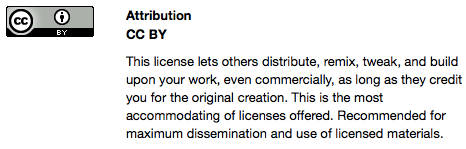 cc
BY
Attribution
CC BY
This license lets others distribute, remix, tweak, and build
upon your work, even commercially, as long as they credit
you for the original creation. This is the most
accommodating of licenses offered. Recommended for
maximum dissemination and use of licensed materials.